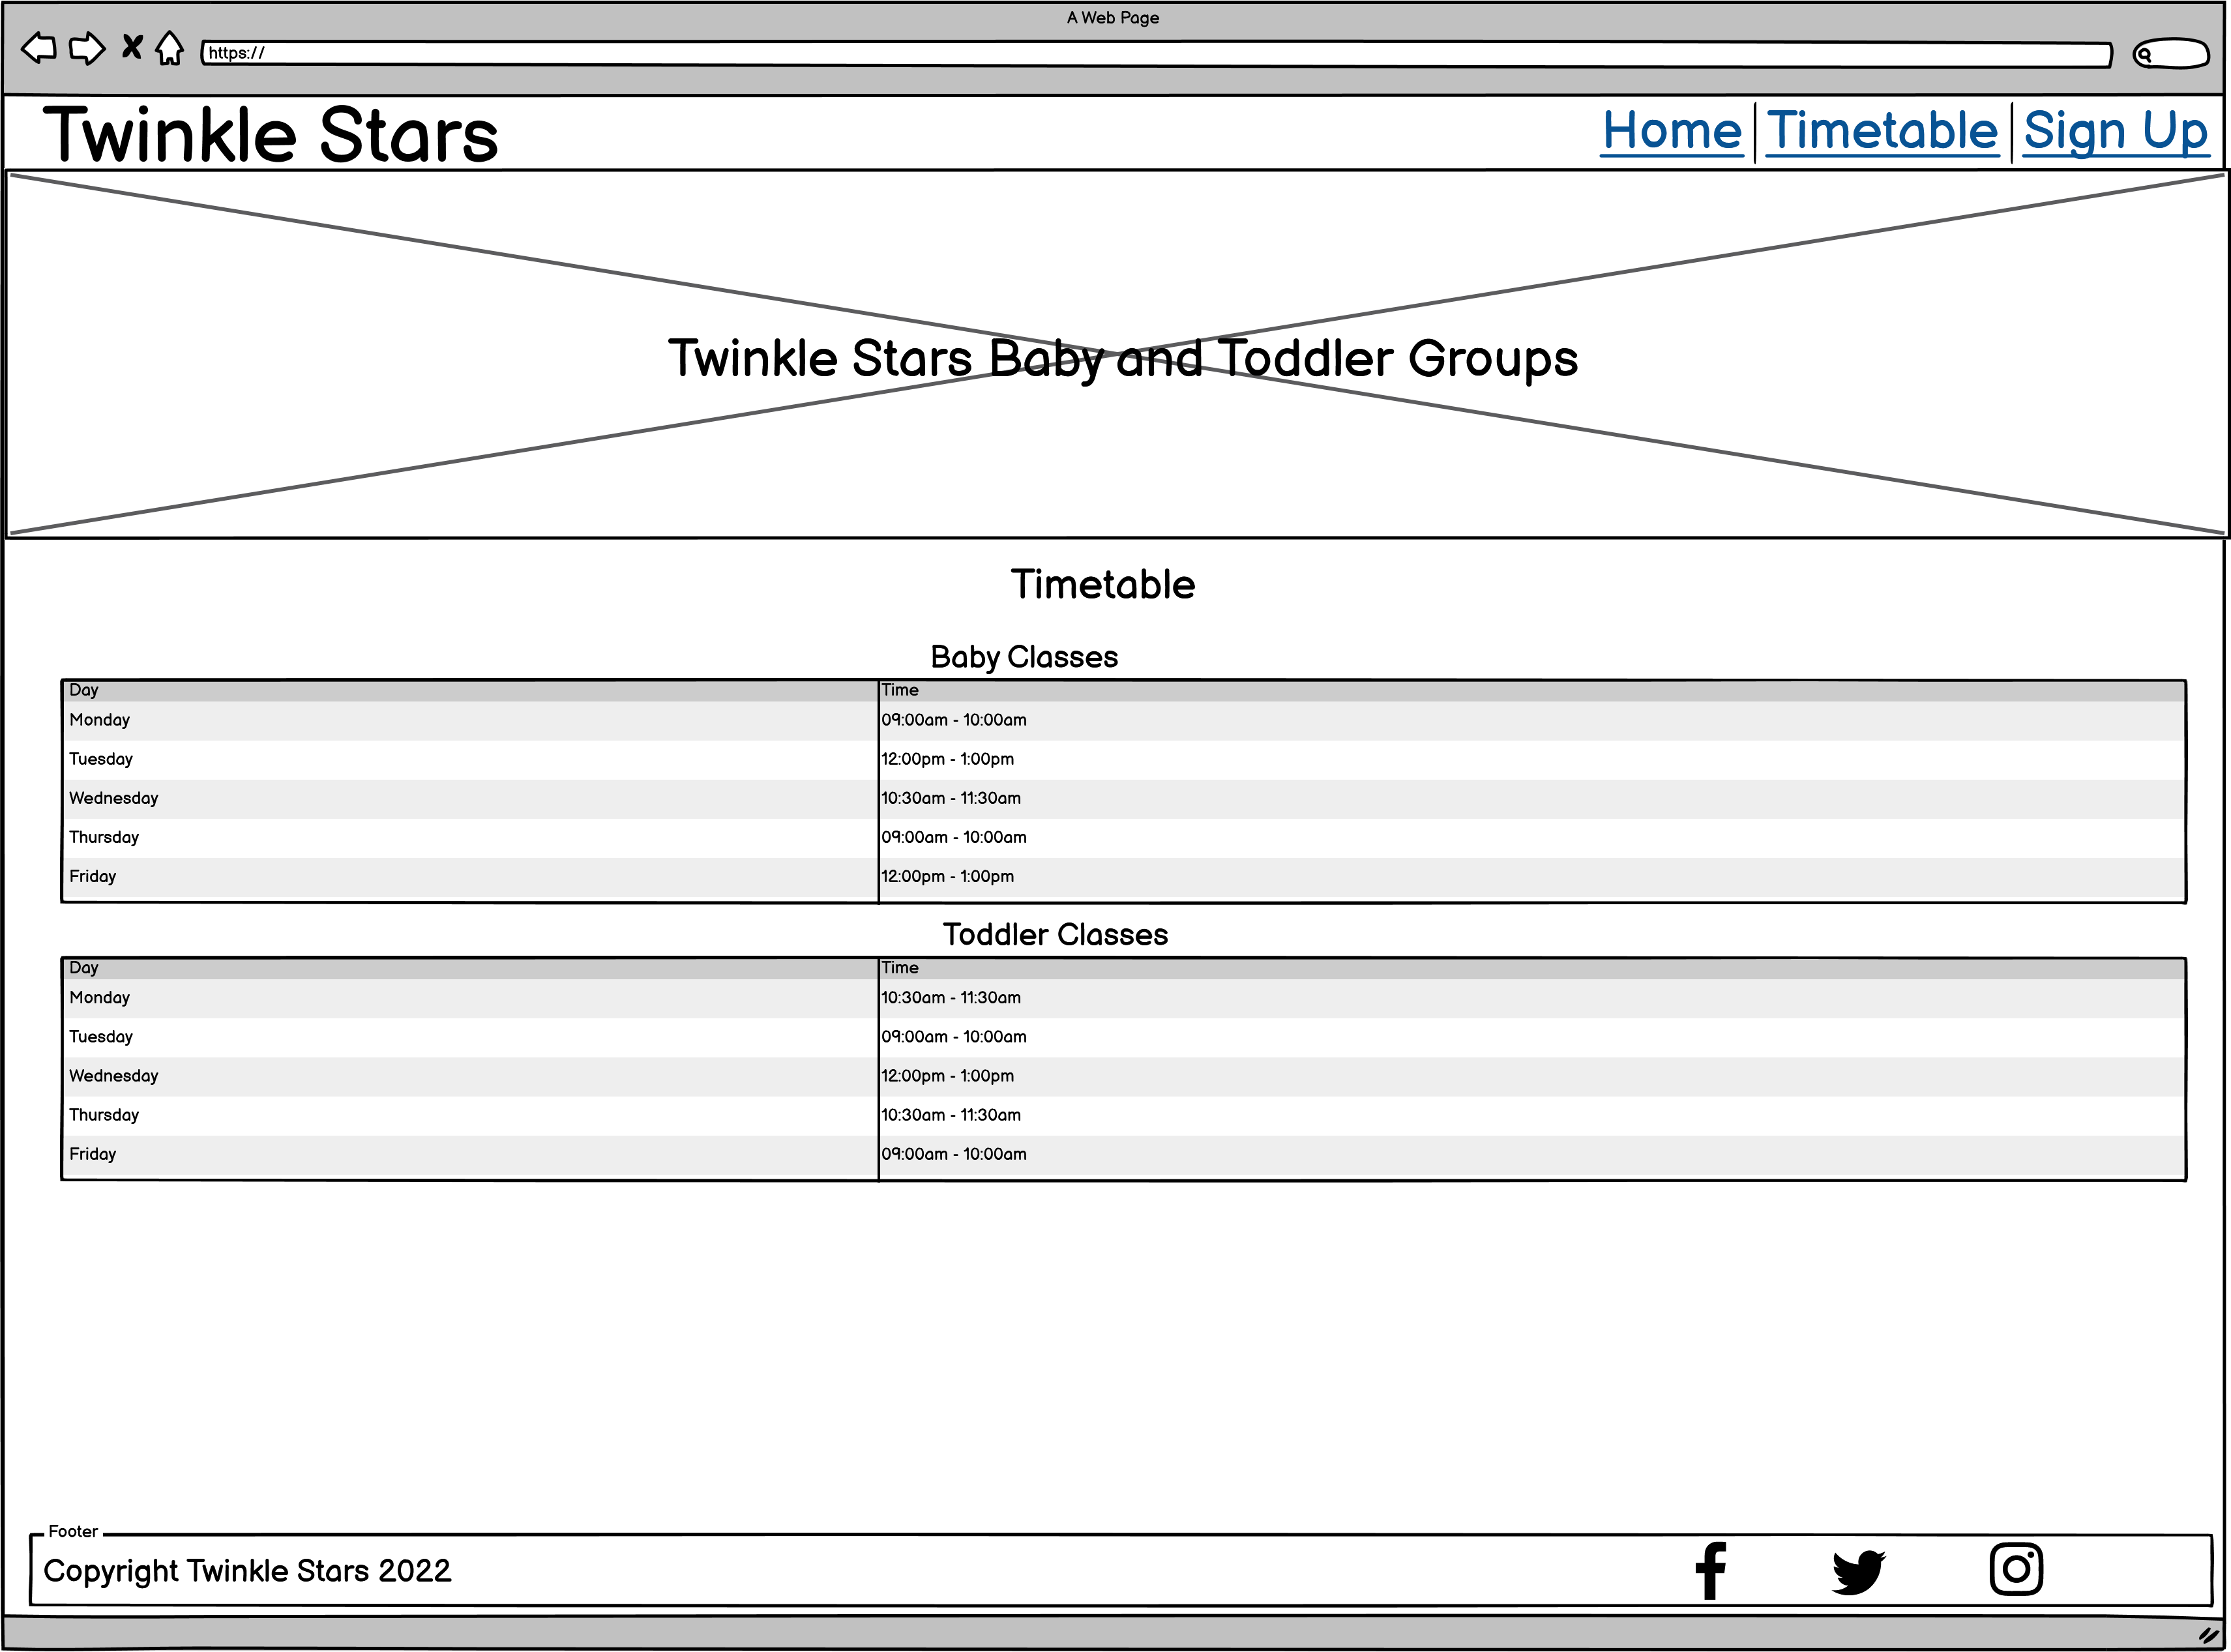 A Web Page
https://
Twinkle Stars
Home
Timetable
Sign Up
Twinkle Stars Baby and Toddler Groups
Timetable
Baby Classes
Day Time
Monday 09:00am - 10:00am
Tuesday 12:00pm - 1:00pm
Wednesday 10:30am - 11:30am
Thursday 09:00am - 10:00am
Friday 12:00pm - 1:00pm
Toddler Classes
Day Time
Monday 10:30am - 11:30am
Tuesday 09:00am - 10:00am
Wednesday 12:00pm - 1:00pm
Thursday 10:30am - 11:30am
Friday 09:00am - 10:00am
Footer
Copyright Twinkle Stars 2022